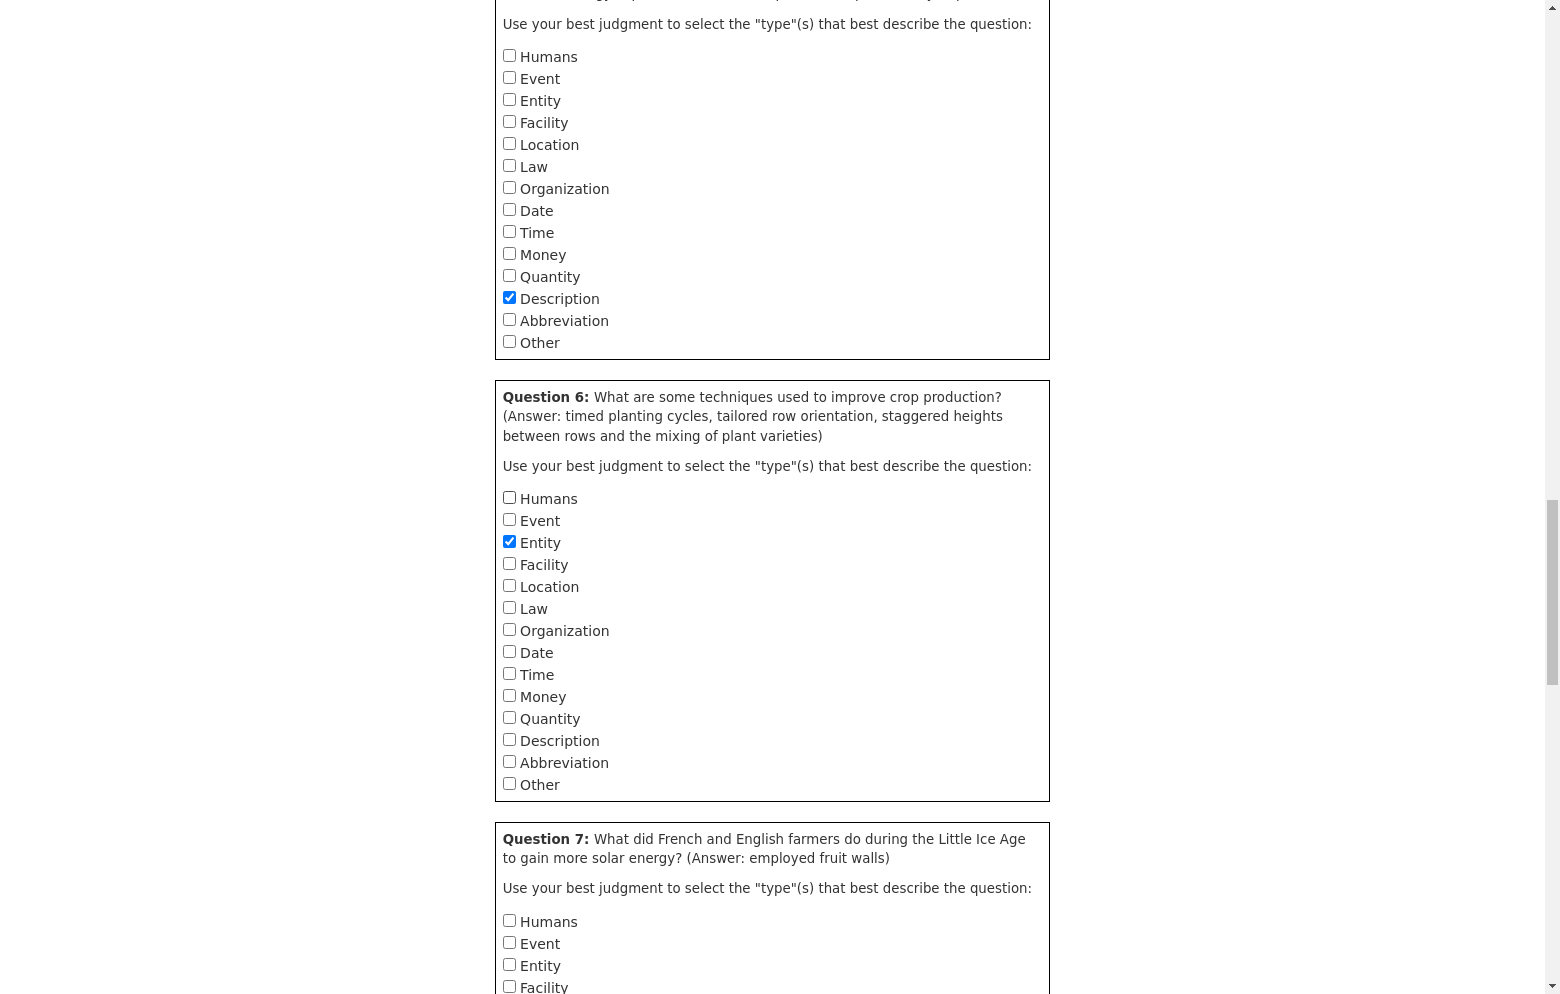 Use your best judgment to select the "type"(s) that best describe the question:
Humans
Event
Entity
Facility
Location
Law
Organization
Date
Time
Money
Quantity
Description
Abbreviation
Other
Question 6: What are some techniques used to improve crop production?
(Answer: timed planting cycles, tailored row orientation, staggered heights
between rows and the mixing of plant varieties)
Use your best judgment to select the "type"(s) that best describe the question:
Humans
Event
Entity
Facility
Location
Law
Organization
Date
Time
Money
Quantity
Description
Abbreviation
Other
Question 7: What did French and English farmers do during the Little Ice Age
to gain more solar energy? (Answer: employed fruit walls)
Use your best judgment to select the "type"(s) that best describe the question:
Humans
Event
Entity
Facility